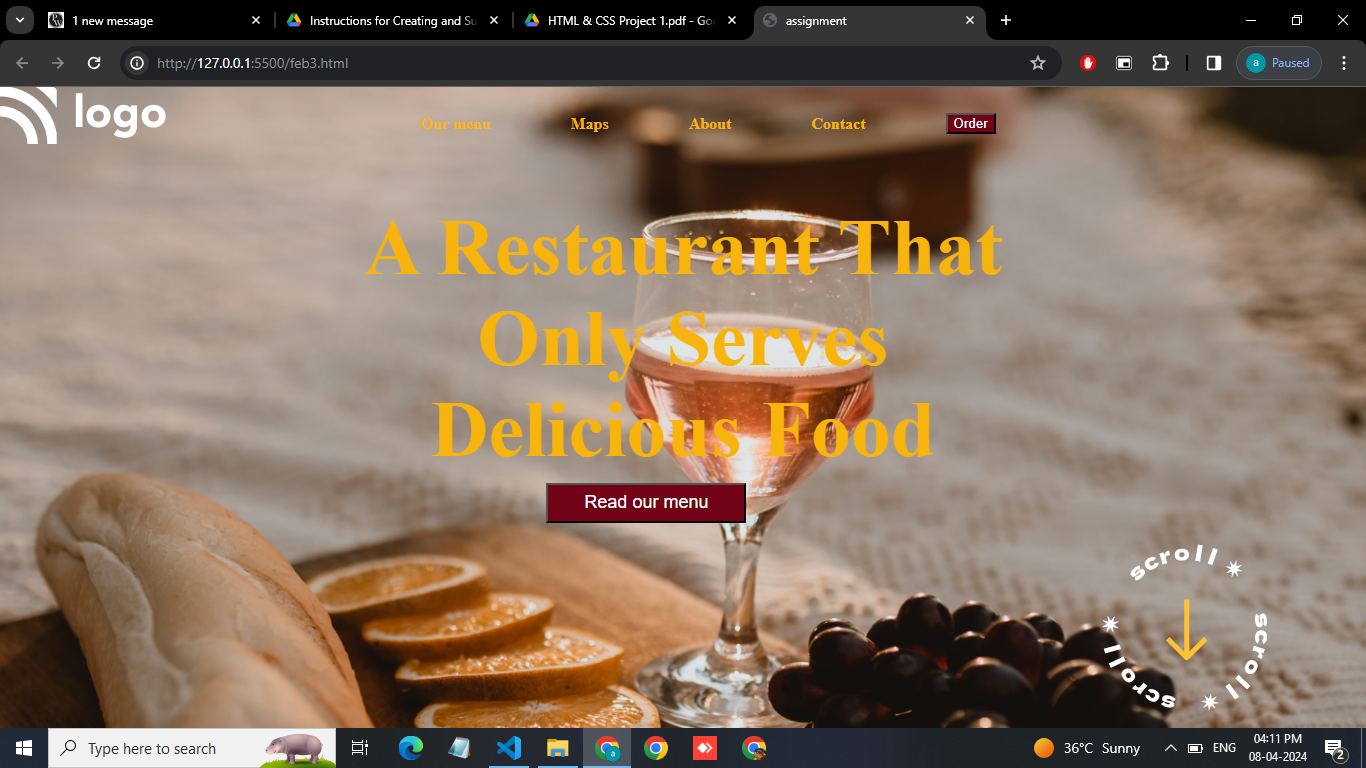 1 new message
Instructions for Creating and Su
HTML & CSS Project 1.pdf - Goo
assignment
http://127.0.0.1:5500/feb3.html
a Paused
logo
Our menu Maps About Contact Order
A Restaurant That
Only Serves
Delicious Food
Read our menu
scroll
scroll
scroll
Type here to search
a
36°C Sunny
ENG
04:11 PM
08-04-2024
2